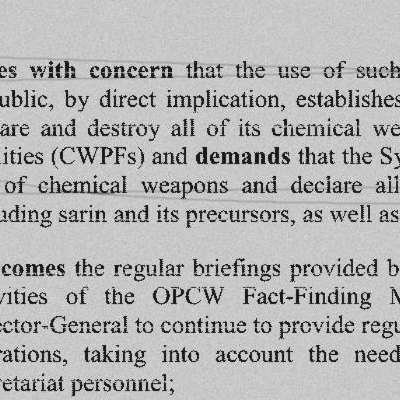 es with concern that the use of such
ublic, by direct implication, establishes
are and destroy all of its chemical we
lities (CWPFs) and demands that the Sy
of chemical weapons and declare all
uding sarin and its precursors, as well as
comes the regular briefings provided b
vities of the OPCW Fact-Finding M
ector-General to continue to provide regu
rations, taking into account the need
retariat personnel;